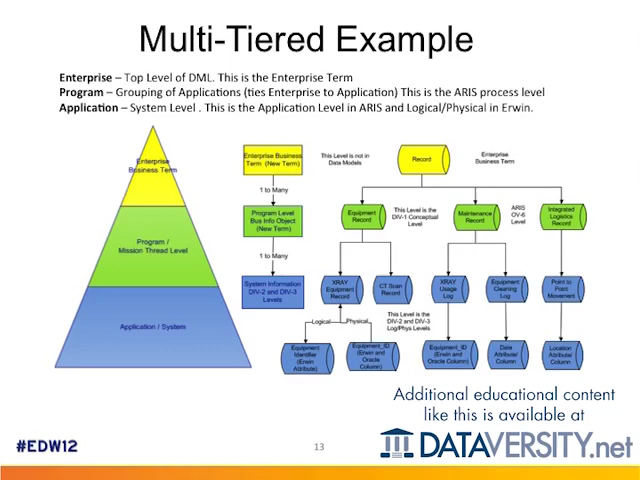 Multi-Tiered Example
Enterprise – Top Level of DML. This is the Enterprise Term
Program – Grouping of Applications (ties Enterprise to Application) This is the ARIS process level
Application – System Level . This is the Application Level in ARIS and Logical/Physical in Erwin.
Enterprise
Business Term
Program /
Mission Thread Level
Application / System
Enterprise Business
Term (New Term)
1 to Many
Program Level
Bus Info Object
(New Term)
1 to Many
System Information
DIV-2 and DIV-3
Levels
This Level is not in
Data Models
Record
Enterprise
Business Term
Equipment
Record
This Level is the
DIV-1 Conceptual
Level
Maintenance
Record
ARIS
OV-6
Level
Integrated
Logistics
Record
XRAY
Equipment
Record
CT Scan
Record
XRAY
Usage
Log
Equipment
Cleaning
Log
Point to
Point
Movement
Logical
Physical
This Level is the
DIV-2 and DIV-3
Log/Phys Levels
Equipment
Identifier
(Erwin
Attribute)
Equipment_ID
(Erwin and
Oracle
Column)
Equipment_ID
(Erwin and
Oracle
Column)
Data
Attribute/
Column
Location
Attribute/
Column
Additional educational content
like this is available at
DATAVERSITY.net
#EDW12
13